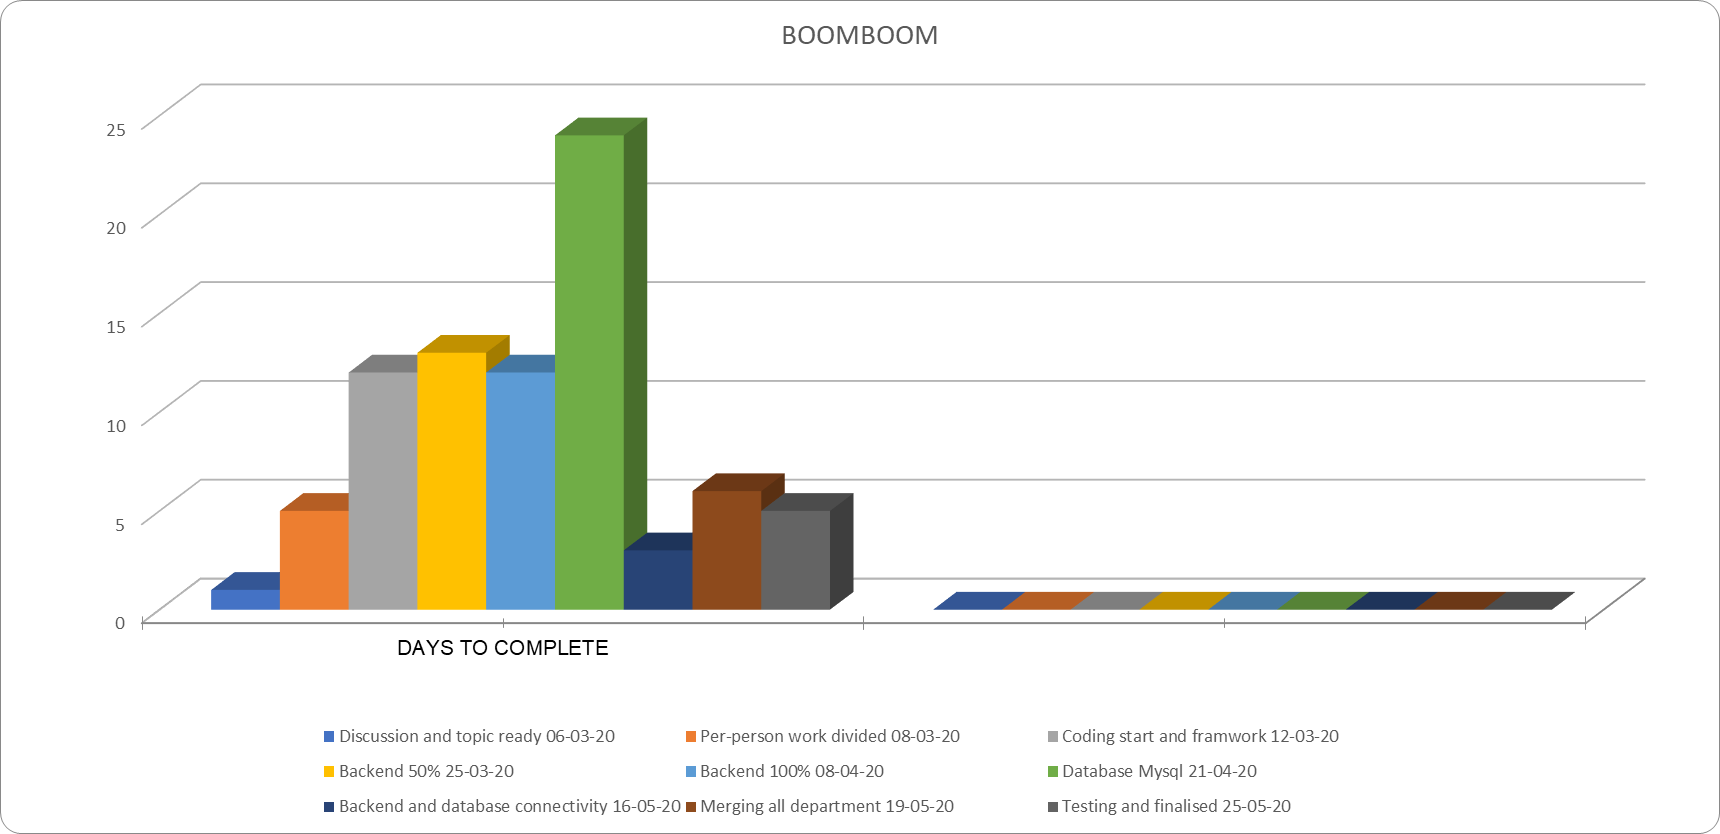 BOOMBOOM
25
20
15
10
5
0
DAYS TO COMPLETE
Discussion and topic ready 06-03-20 Per-person work divided 08-03-20 Coding start and framwork 12-03-20
Backend 50% 25-03-20 Backend 100% 08-04-20 Database Mysql 21-04-20
Backend and database connectivity 16-05-20 Merging all department 19-05-20 Testing and finalised 25-05-20